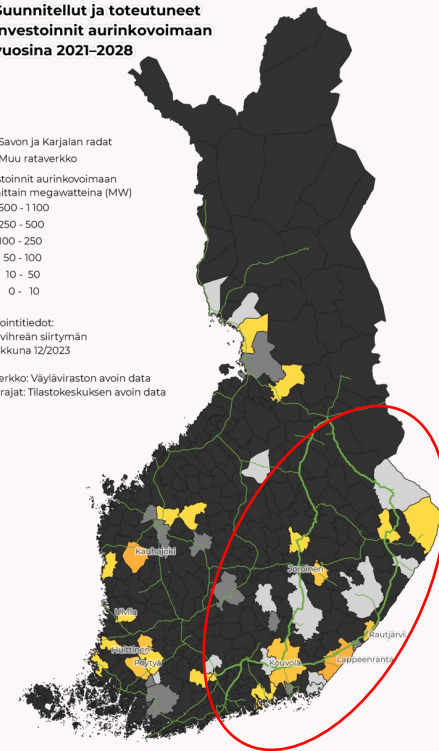 Suunnitellut ja toteutuneet
investoinnit aurinkovoimaan
vuosina 2021–2028
Savon ja Karjalan radat
Muu rataverkko
stoinnit aurinkovoimaan
nittain megawatteina (MW)
500 - 1 100
250 - 500
100 - 250
50 - 100
10 - 50
0 - 10
ointitiedot:
vihreän siirtymän
kkuna 12/2023
erkko: Väyläviraston avoin data
rajat: Tilastokeskuksen avoin data
Kauhajoki
Joroinen
Ulvila
Rautjärvi
Huittinen
Pöytyä
Kouvola
Lappeenranta